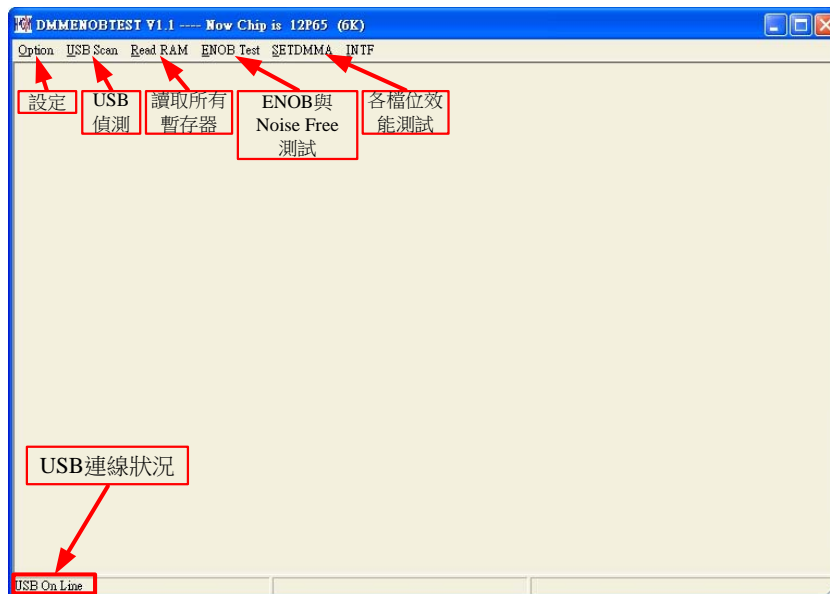 DMMENOBTEST V1.1 ---- Now Chip is 12P65 (6K)
Option USB Scan Read RAM ENOB Test SETDMMA INTF
設定
USB
偵測
讀取所有
暫存器
ENOB與
Noise Free
測試
各檔位效
能測試
USB連線狀況
USB On Line